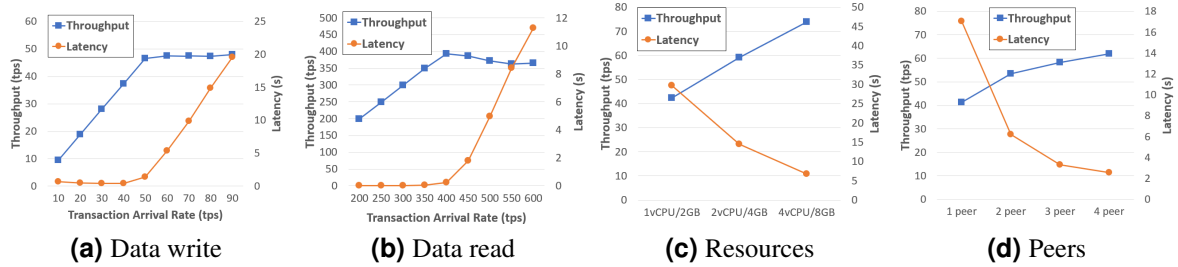 Throughput
Latency
Throughput (tps)
60
50
40
30
20
10
0
25
20
15
10
5
0
Latency (s)
10 20 30 40 50 60 70 80 90
Transaction Arrival Rate (tps)
(a) Data write
Throughput
Latency
Throughput (tps)
500
450
400
350
300
250
200
150
100
50
0
12
10
8
6
4
2
0
Latency (s)
200 250 300 350 400 450 500 550 600
Transaction Arrival Rate (tps)
(b) Data read
Throughput
Latency
Throughput (tps)
80
70
60
50
40
30
20
10
0
50
45
40
35
30
25
20
15
10
5
0
Latency (s)
1vCPU/2GB 2vCPU/4GB 4vCPU/8GB
(c) Resources
Throughput
Latency
Throughput (tps)
80
70
60
50
40
30
20
10
0
18
16
14
12
10
8
6
4
2
0
Latency (s)
1 peer 2 peer 3 peer 4 peer
(d) Peers